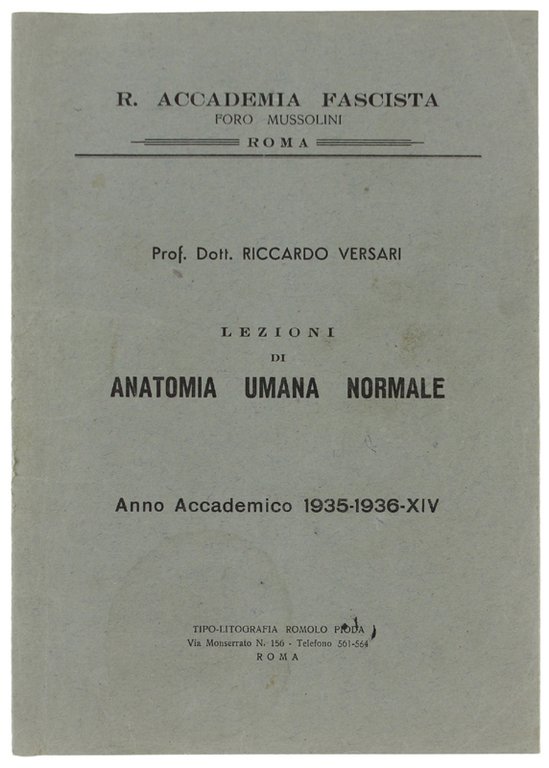 R. ACCADEMIA FASCISTA
FORO MUSSOLINI
ROMA
Prof. Dott. RICCARDO VERSARI
LEZIONI
DI
ANATOMIA UMANA NORMALE
Anno Accademico 1935-1936-XIV
TIPO-LITOGRAFIA ROMOLO PIODA
Via Monserrato N. 156 - Telefono 561-564
ROMA